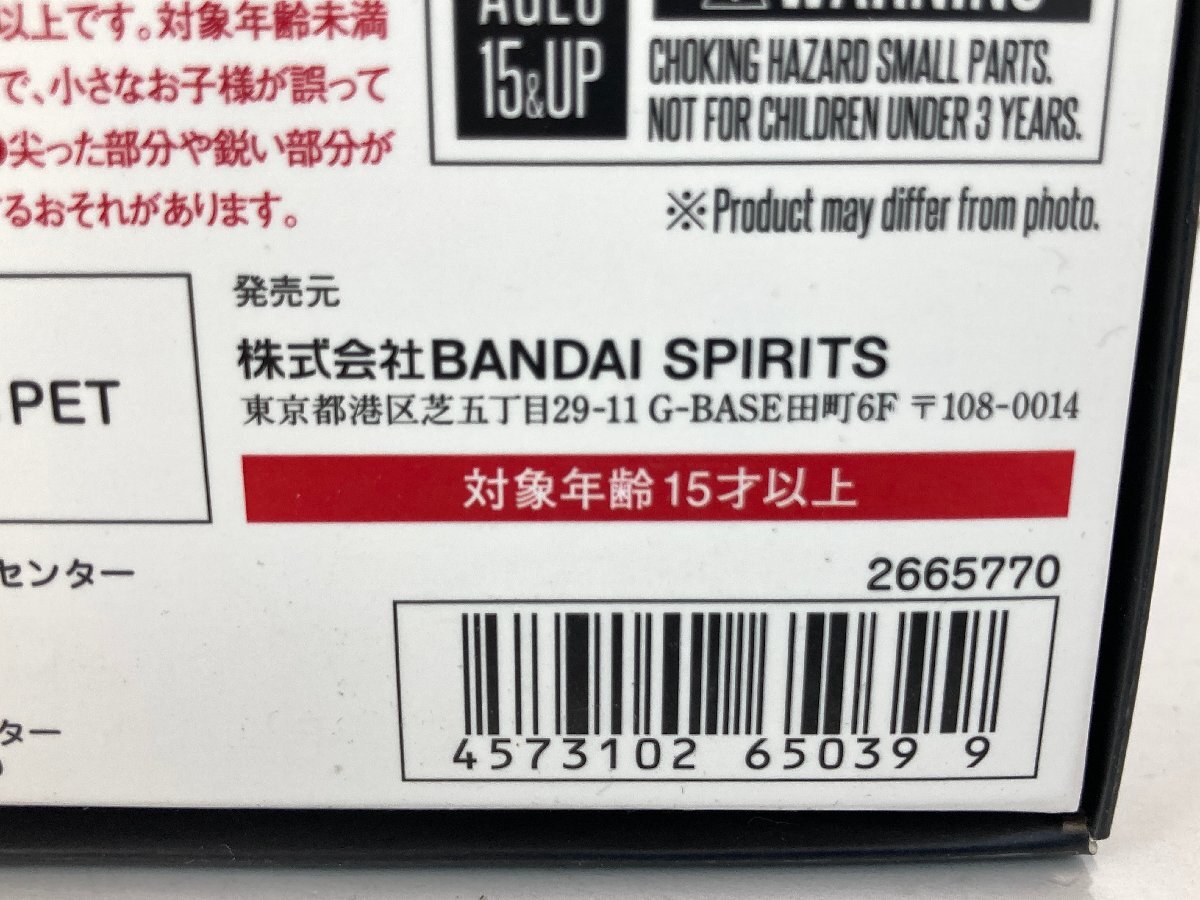 以上です。対象年齢未満
で、小さなお子様が誤って
●尖った部分や鋭い部分が
るおそれがあります。
AGES
15&UP
⚠WARNING
CHOKING HAZARD SMALL PARTS.
NOT FOR CHILDREN UNDER 3 YEARS.
※Product may differ from photo.
PET
発売元
株式会社BANDAI SPIRITS
東京都港区芝五丁目29-11 G-BASE田町6F 〒108-0014
対象年齢15才以上
センター
ター
2665770
4573102 65039 9